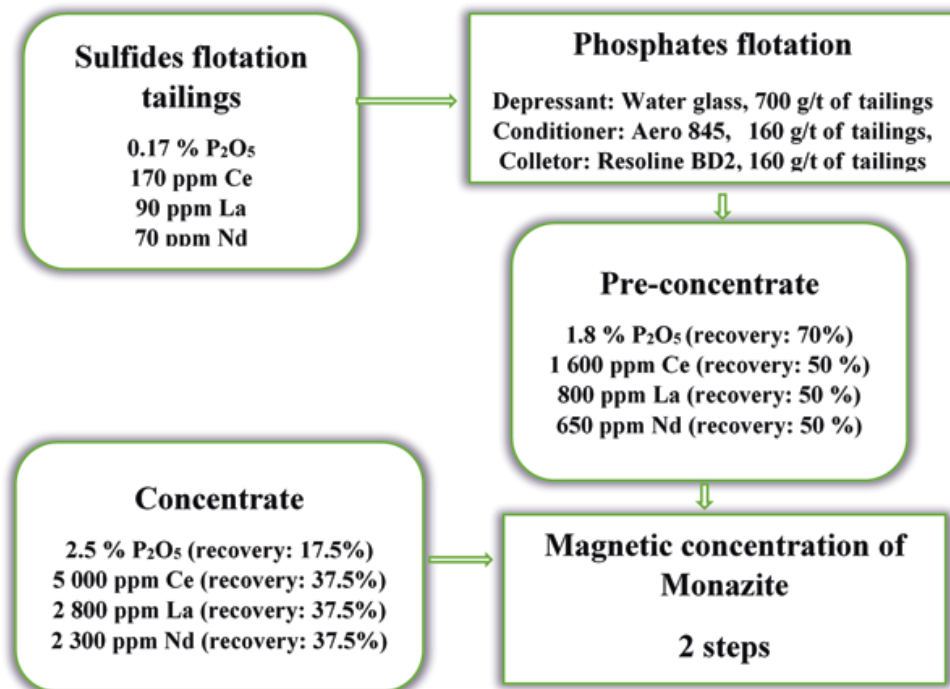 Sulfides flotation
tailings
0.17 % P₂O₅
170 ppm Ce
90 ppm La
70 ppm Nd
Phosphates flotation
Depressant: Water glass, 700 g/t of tailings
Conditioner: Aero 845, 160 g/t of tailings,
Colletor: Resoline BD2, 160 g/t of tailings
Pre-concentrate
1.8 % P₂O₅ (recovery: 70%)
1 600 ppm Ce (recovery: 50 %)
800 ppm La (recovery: 50 %)
650 ppm Nd (recovery: 50 %)
Concentrate
2.5 % P₂O₅ (recovery: 17.5%)
5 000 ppm Ce (recovery: 37.5%)
2 800 ppm La (recovery: 37.5%)
2 300 ppm Nd (recovery: 37.5%)
Magnetic concentration of
Monazite
2 steps